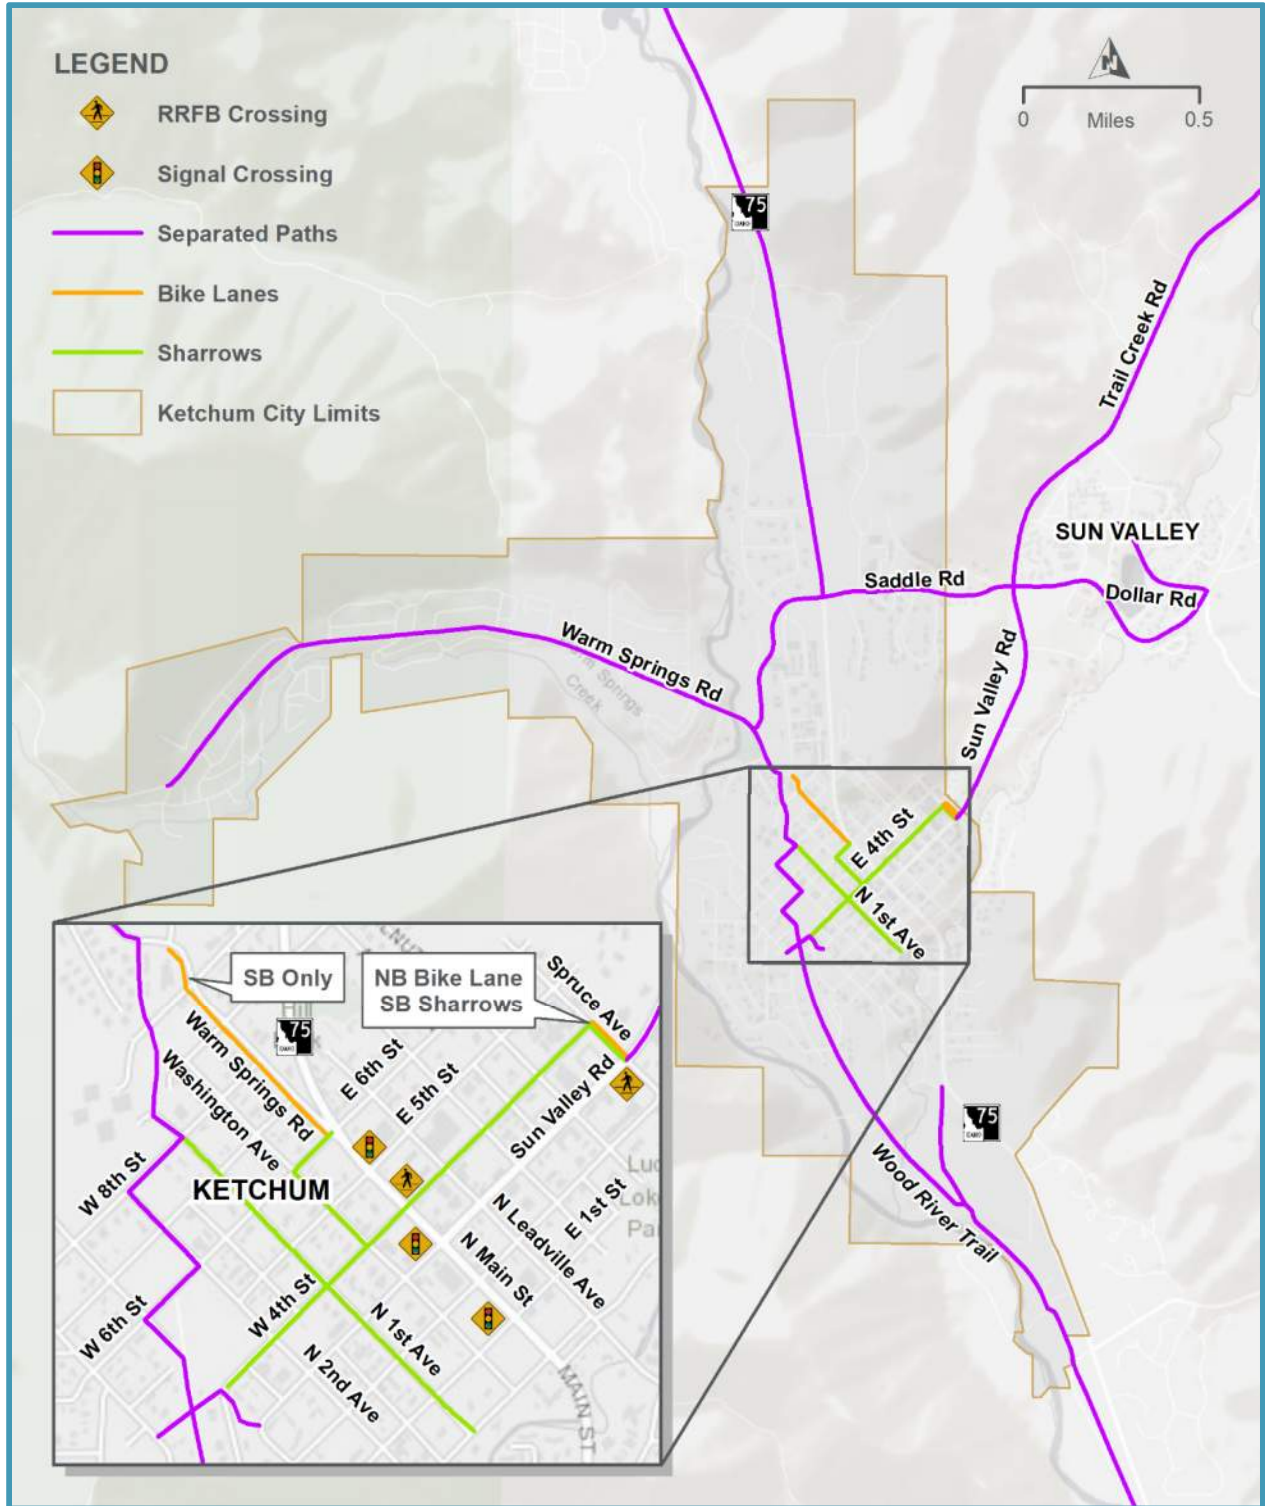 LEGEND
RRFB Crossing
Signal Crossing
Separated Paths
Bike Lanes
Sharrows
Ketchum City Limits
N
0 Miles 0.5
75
Trail Creek Rd
SUN VALLEY
Saddle Rd
Dollar Rd
Warm Springs Rd
Springs
Creek
Sun Valley Rd
E 4th St
N 1st Ave
SB Only
NB Bike Lane
SB Sharrows
Spruce Ave
75
Warm Springs Rd
Washington Ave
E 6th St
E 5th St
Sun Valley Rd
W 8th St
KETCHUM
N Leadville Ave
E 1st St
N Main St
W 4th St
N 1st Ave
W 6th St
N 2nd Ave
MAIN ST
75
Wood River Trail